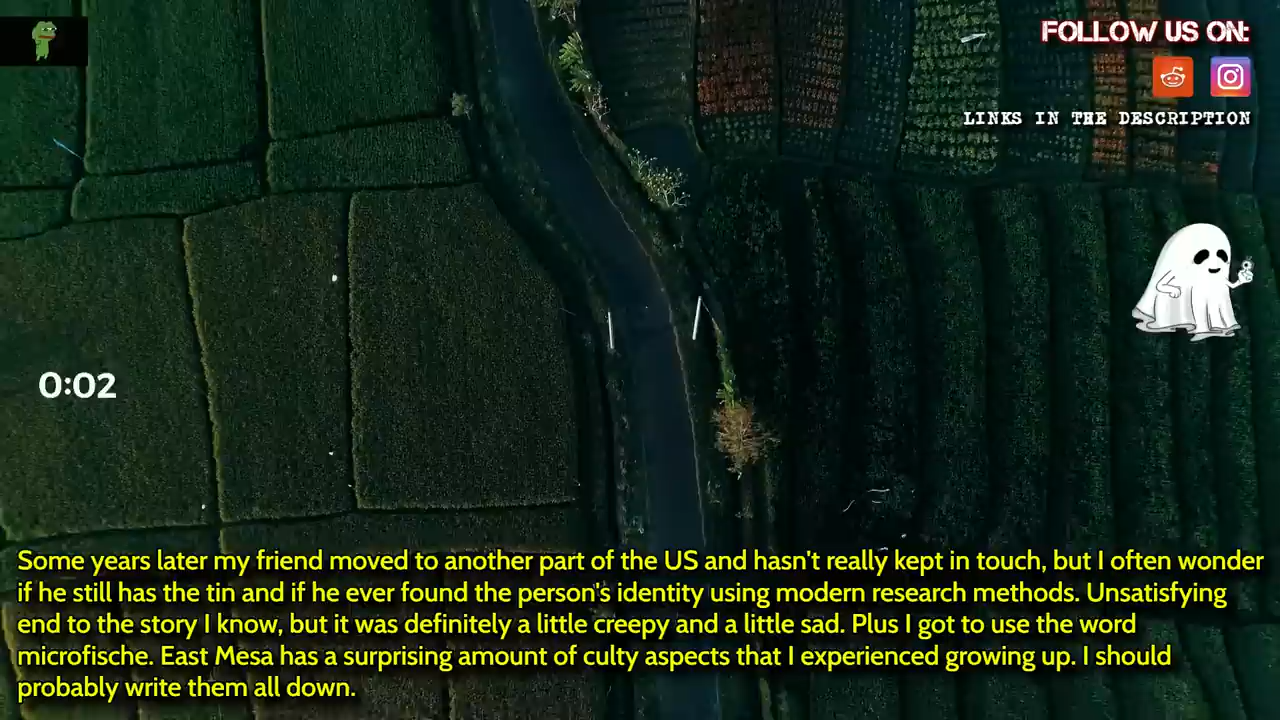 FOLLOW US ON:
LINKS IN THE DESCRIPTION
0:02
Some years later my friend moved to another part of the US and hasn't really kept in touch, but I often wonder
if he still has the tin and if he ever found the person's identity using modern research methods. Unsatisfying
end to the story I know, but it was definitely a little creepy and a little sad. Plus I got to use the word
microfische. East Mesa has a surprising amount of culty aspects that I experienced growing up. I should
probably write them all down.